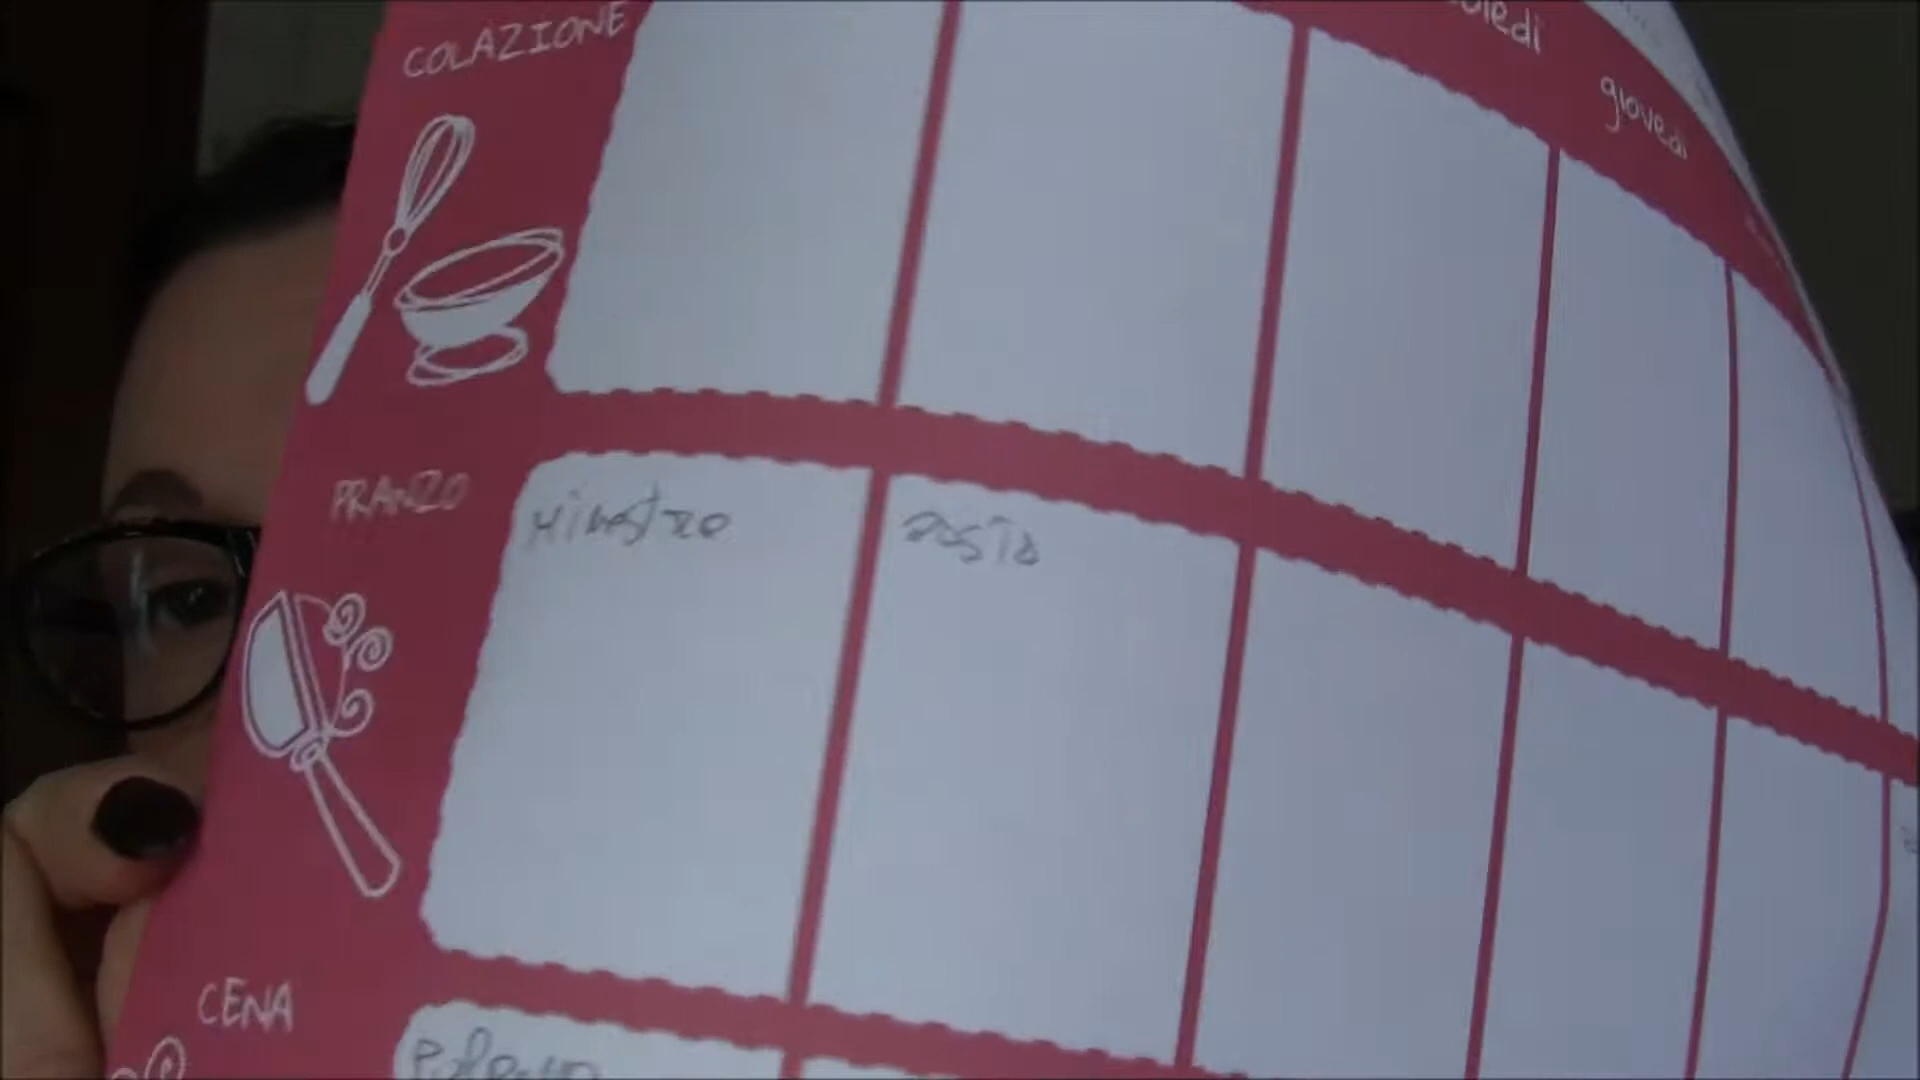 COLAZIONE
giovedì
PRANZO
Minestra
Pasta
CENA